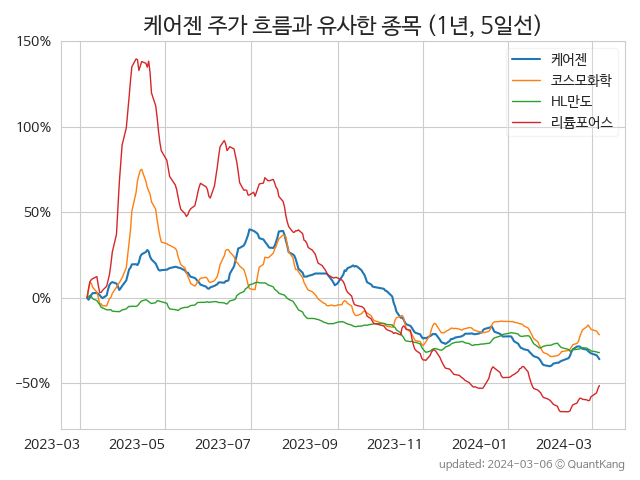 케어젠 주가 흐름과 유사한 종목 (1년, 5일선)
150%
100%
50%
0%
−50%
케어젠
코스모화학
HL만도
리튬포어스
2023-03
2023-05
2023-07
2023-09
2023-11
2024-01
2024-03
updated: 2024-03-06 © QuantKang